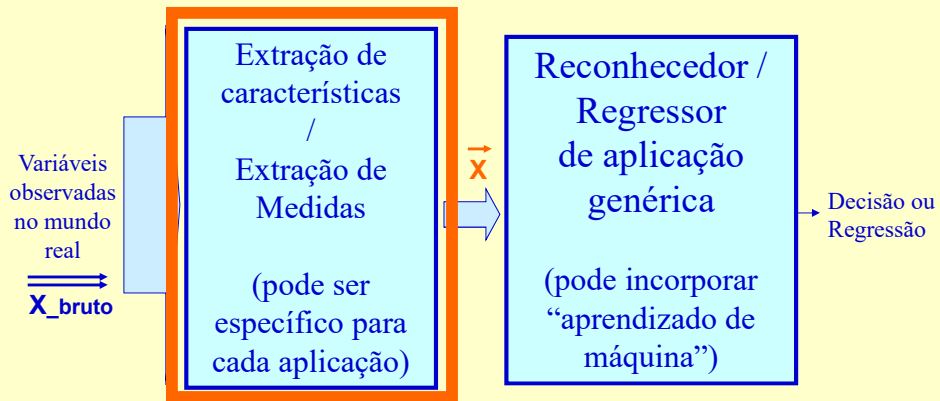 Variáveis
observadas
no mundo
real
X_bruto
Extração de
características
/
Extração de
Medidas
(pode ser
específico para
cada aplicação)
X
Reconhecedor /
Regressor
de aplicação
genérica
(pode incorporar
“aprendizado de
máquina”)
Decisão ou
Regressão